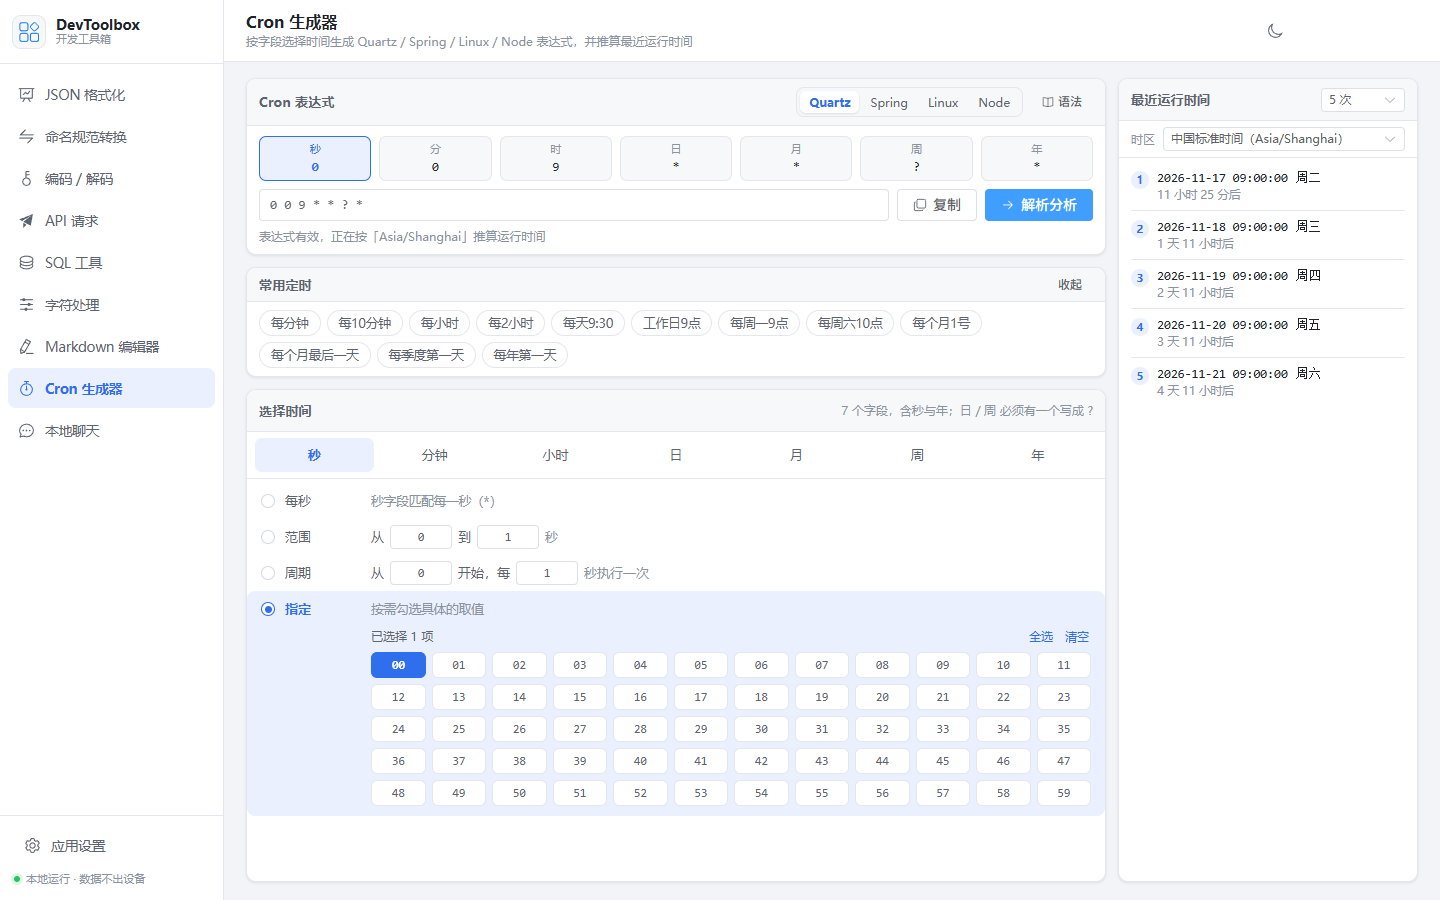 DevToolbox
开发工具箱
JSON 格式化
命名规范转换
编码 / 解码
API 请求
SQL 工具
字符处理
Markdown 编辑器
Cron 生成器
本地聊天
应用设置
本地运行 · 数据不出设备
Cron 生成器
按字段选择时间生成 Quartz / Spring / Linux / Node 表达式，并推算最近运行时间
Cron 表达式
Quartz Spring Linux Node 语法
秒 分 时 日 月 周 年
0 0 9 * * ? *
0 0 9 * * ? *
复制 解析分析
表达式有效，正在按「Asia/Shanghai」推算运行时间
常用定时 收起
每分钟 每10分钟 每小时 每2小时 每天9:30 工作日9点 每周一9点 每周六10点 每个月1号
每个月最后一天 每季度第一天 每年第一天
选择时间 7 个字段，含秒与年；日 / 周 必须有一个写成 ?
秒 分钟 小时 日 月 周 年
每秒 秒字段匹配每一秒（*）
范围 从 0 到 1 秒
周期 从 0 开始，每 1 秒执行一次
指定 按需勾选具体的取值
已选择 1 项 全选 清空
00 01 02 03 04 05 06 07 08 09 10 11
12 13 14 15 16 17 18 19 20 21 22 23
24 25 26 27 28 29 30 31 32 33 34 35
36 37 38 39 40 41 42 43 44 45 46 47
48 49 50 51 52 53 54 55 56 57 58 59
最近运行时间 5 次
时区 中国标准时间（Asia/Shanghai）
1 2026-11-17 09:00:00 周二
11 小时 25 分后
2 2026-11-18 09:00:00 周三
1 天 11 小时后
3 2026-11-19 09:00:00 周四
2 天 11 小时后
4 2026-11-20 09:00:00 周五
3 天 11 小时后
5 2026-11-21 09:00:00 周六
4 天 11 小时后